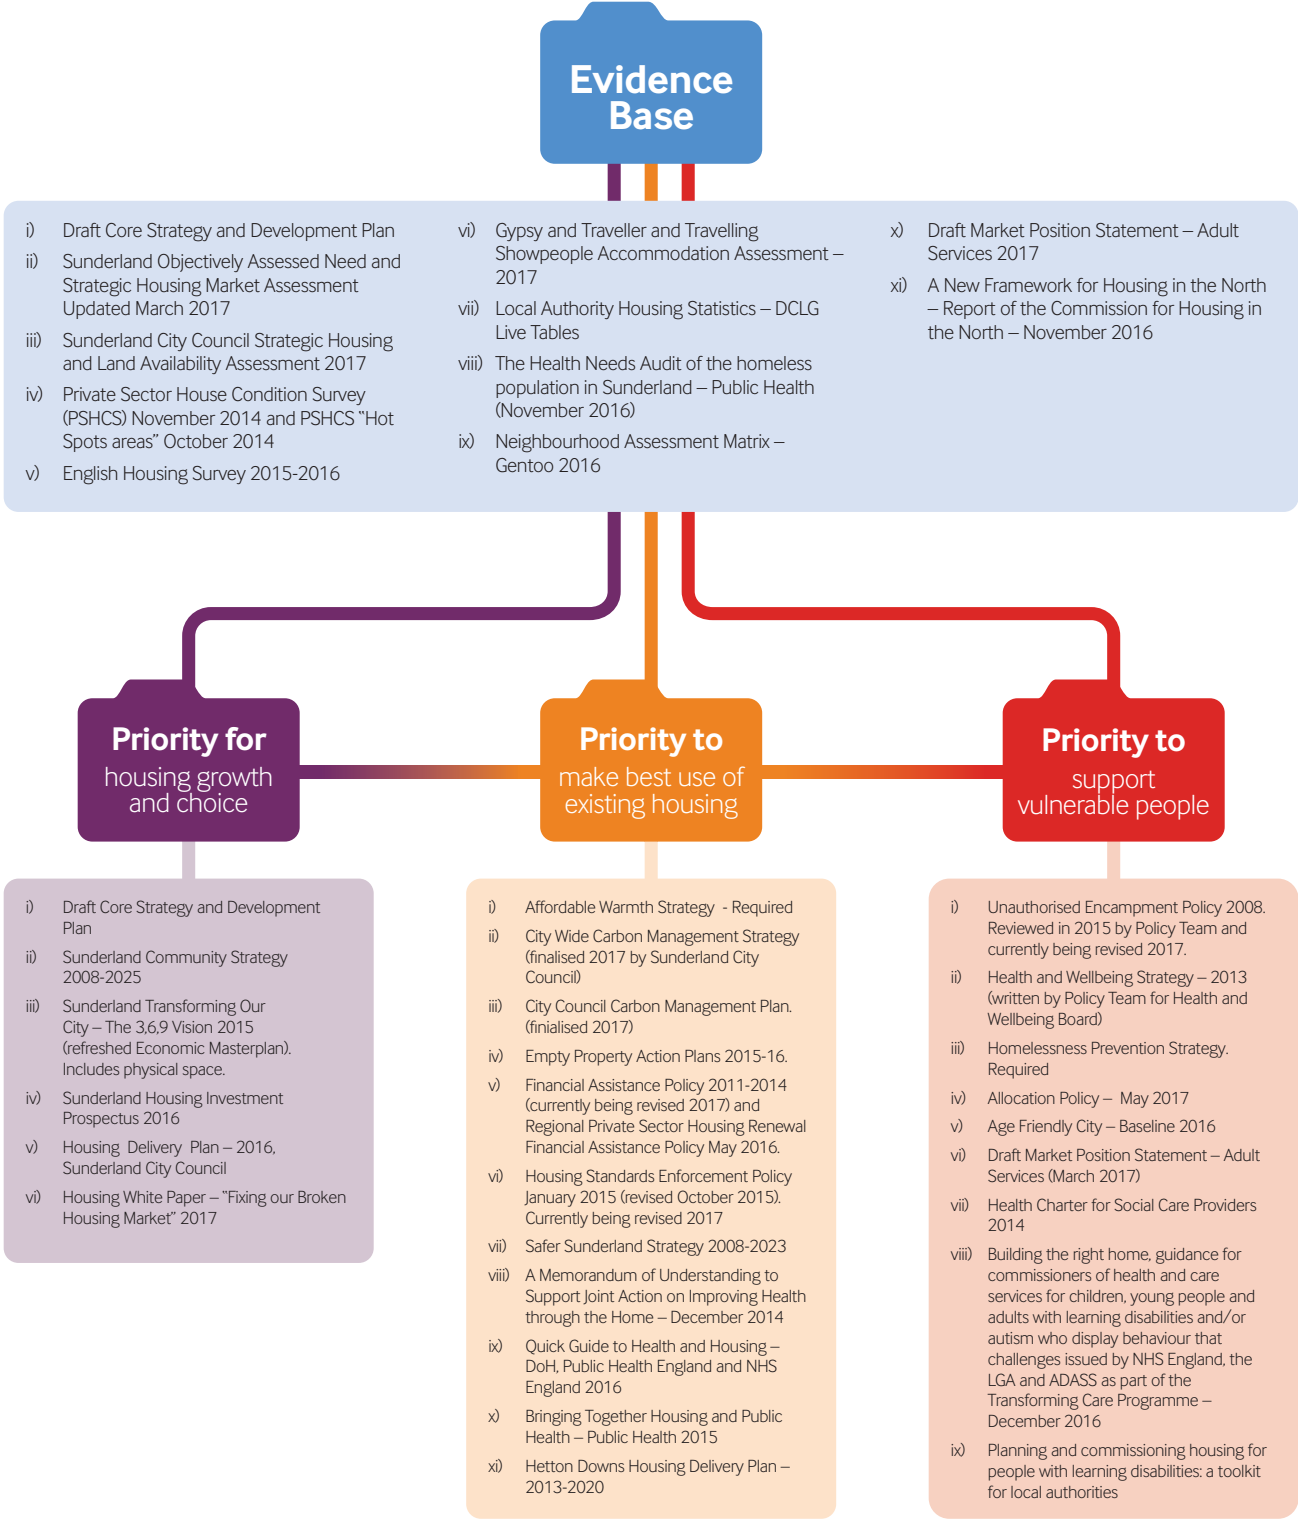 Evidence
Base
i) Draft Core Strategy and Development Plan
ii) Sunderland Objectively Assessed Need and
Strategic Housing Market Assessment
Updated March 2017
iii) Sunderland City Council Strategic Housing
and Land Availability Assessment 2017
iv) Private Sector House Condition Survey
(PSHCS) November 2014 and PSHCS “Hot
Spots areas” October 2014
v) English Housing Survey 2015-2016
vi) Gypsy and Traveller and Travelling
Showpeople Accommodation Assessment –
2017
vii) Local Authority Housing Statistics – DCLG
Live Tables
viii) The Health Needs Audit of the homeless
population in Sunderland – Public Health
(November 2016)
ix) Neighbourhood Assessment Matrix –
Gentoo 2016
x) Draft Market Position Statement – Adult
Services 2017
xi) A New Framework for Housing in the North
– Report of the Commission for Housing in
the North – November 2016
Priority for
housing growth
and choice
i) Draft Core Strategy and Development
Plan
ii) Sunderland Community Strategy
2008-2025
iii) Sunderland Transforming Our
City – The 3,6,9 Vision 2015
(refreshed Economic Masterplan).
Includes physical space.
iv) Sunderland Housing Investment
Prospectus 2016
v) Housing Delivery Plan – 2016,
Sunderland City Council
vi) Housing White Paper – “Fixing our Broken
Housing Market” 2017
Priority to
make best use of
existing housing
i) Affordable Warmth Strategy - Required
ii) City Wide Carbon Management Strategy
(finalised 2017 by Sunderland City
Council)
iii) City Council Carbon Management Plan.
(finialised 2017)
iv) Empty Property Action Plans 2015-16.
v) Financial Assistance Policy 2011-2014
(currently being revised 2017) and
Regional Private Sector Housing Renewal
Financial Assistance Policy May 2016.
vi) Housing Standards Enforcement Policy
January 2015 (revised October 2015).
Currently being revised 2017
vii) Safer Sunderland Strategy 2008-2023
viii) A Memorandum of Understanding to
Support Joint Action on Improving Health
through the Home – December 2014
ix) Quick Guide to Health and Housing –
DoH, Public Health England and NHS
England 2016
x) Bringing Together Housing and Public
Health – Public Health 2015
xi) Hetton Downs Housing Delivery Plan –
2013-2020
Priority to
support
vulnerable people
i) Unauthorised Encampment Policy 2008.
Reviewed in 2015 by Policy Team and
currently being revised 2017.
ii) Health and Wellbeing Strategy – 2013
(written by Policy Team for Health and
Wellbeing Board)
iii) Homelessness Prevention Strategy.
Required
iv) Allocation Policy – May 2017
v) Age Friendly City – Baseline 2016
vi) Draft Market Position Statement – Adult
Services (March 2017)
vii) Health Charter for Social Care Providers
2014
viii) Building the right home, guidance for
commissioners of health and care
services for children, young people and
adults with learning disabilities and/or
autism who display behaviour that
challenges issued by NHS England, the
LGA and ADASS as part of the
Transforming Care Programme –
December 2016
ix) Planning and commissioning housing for
people with learning disabilities: a toolkit
for local authorities